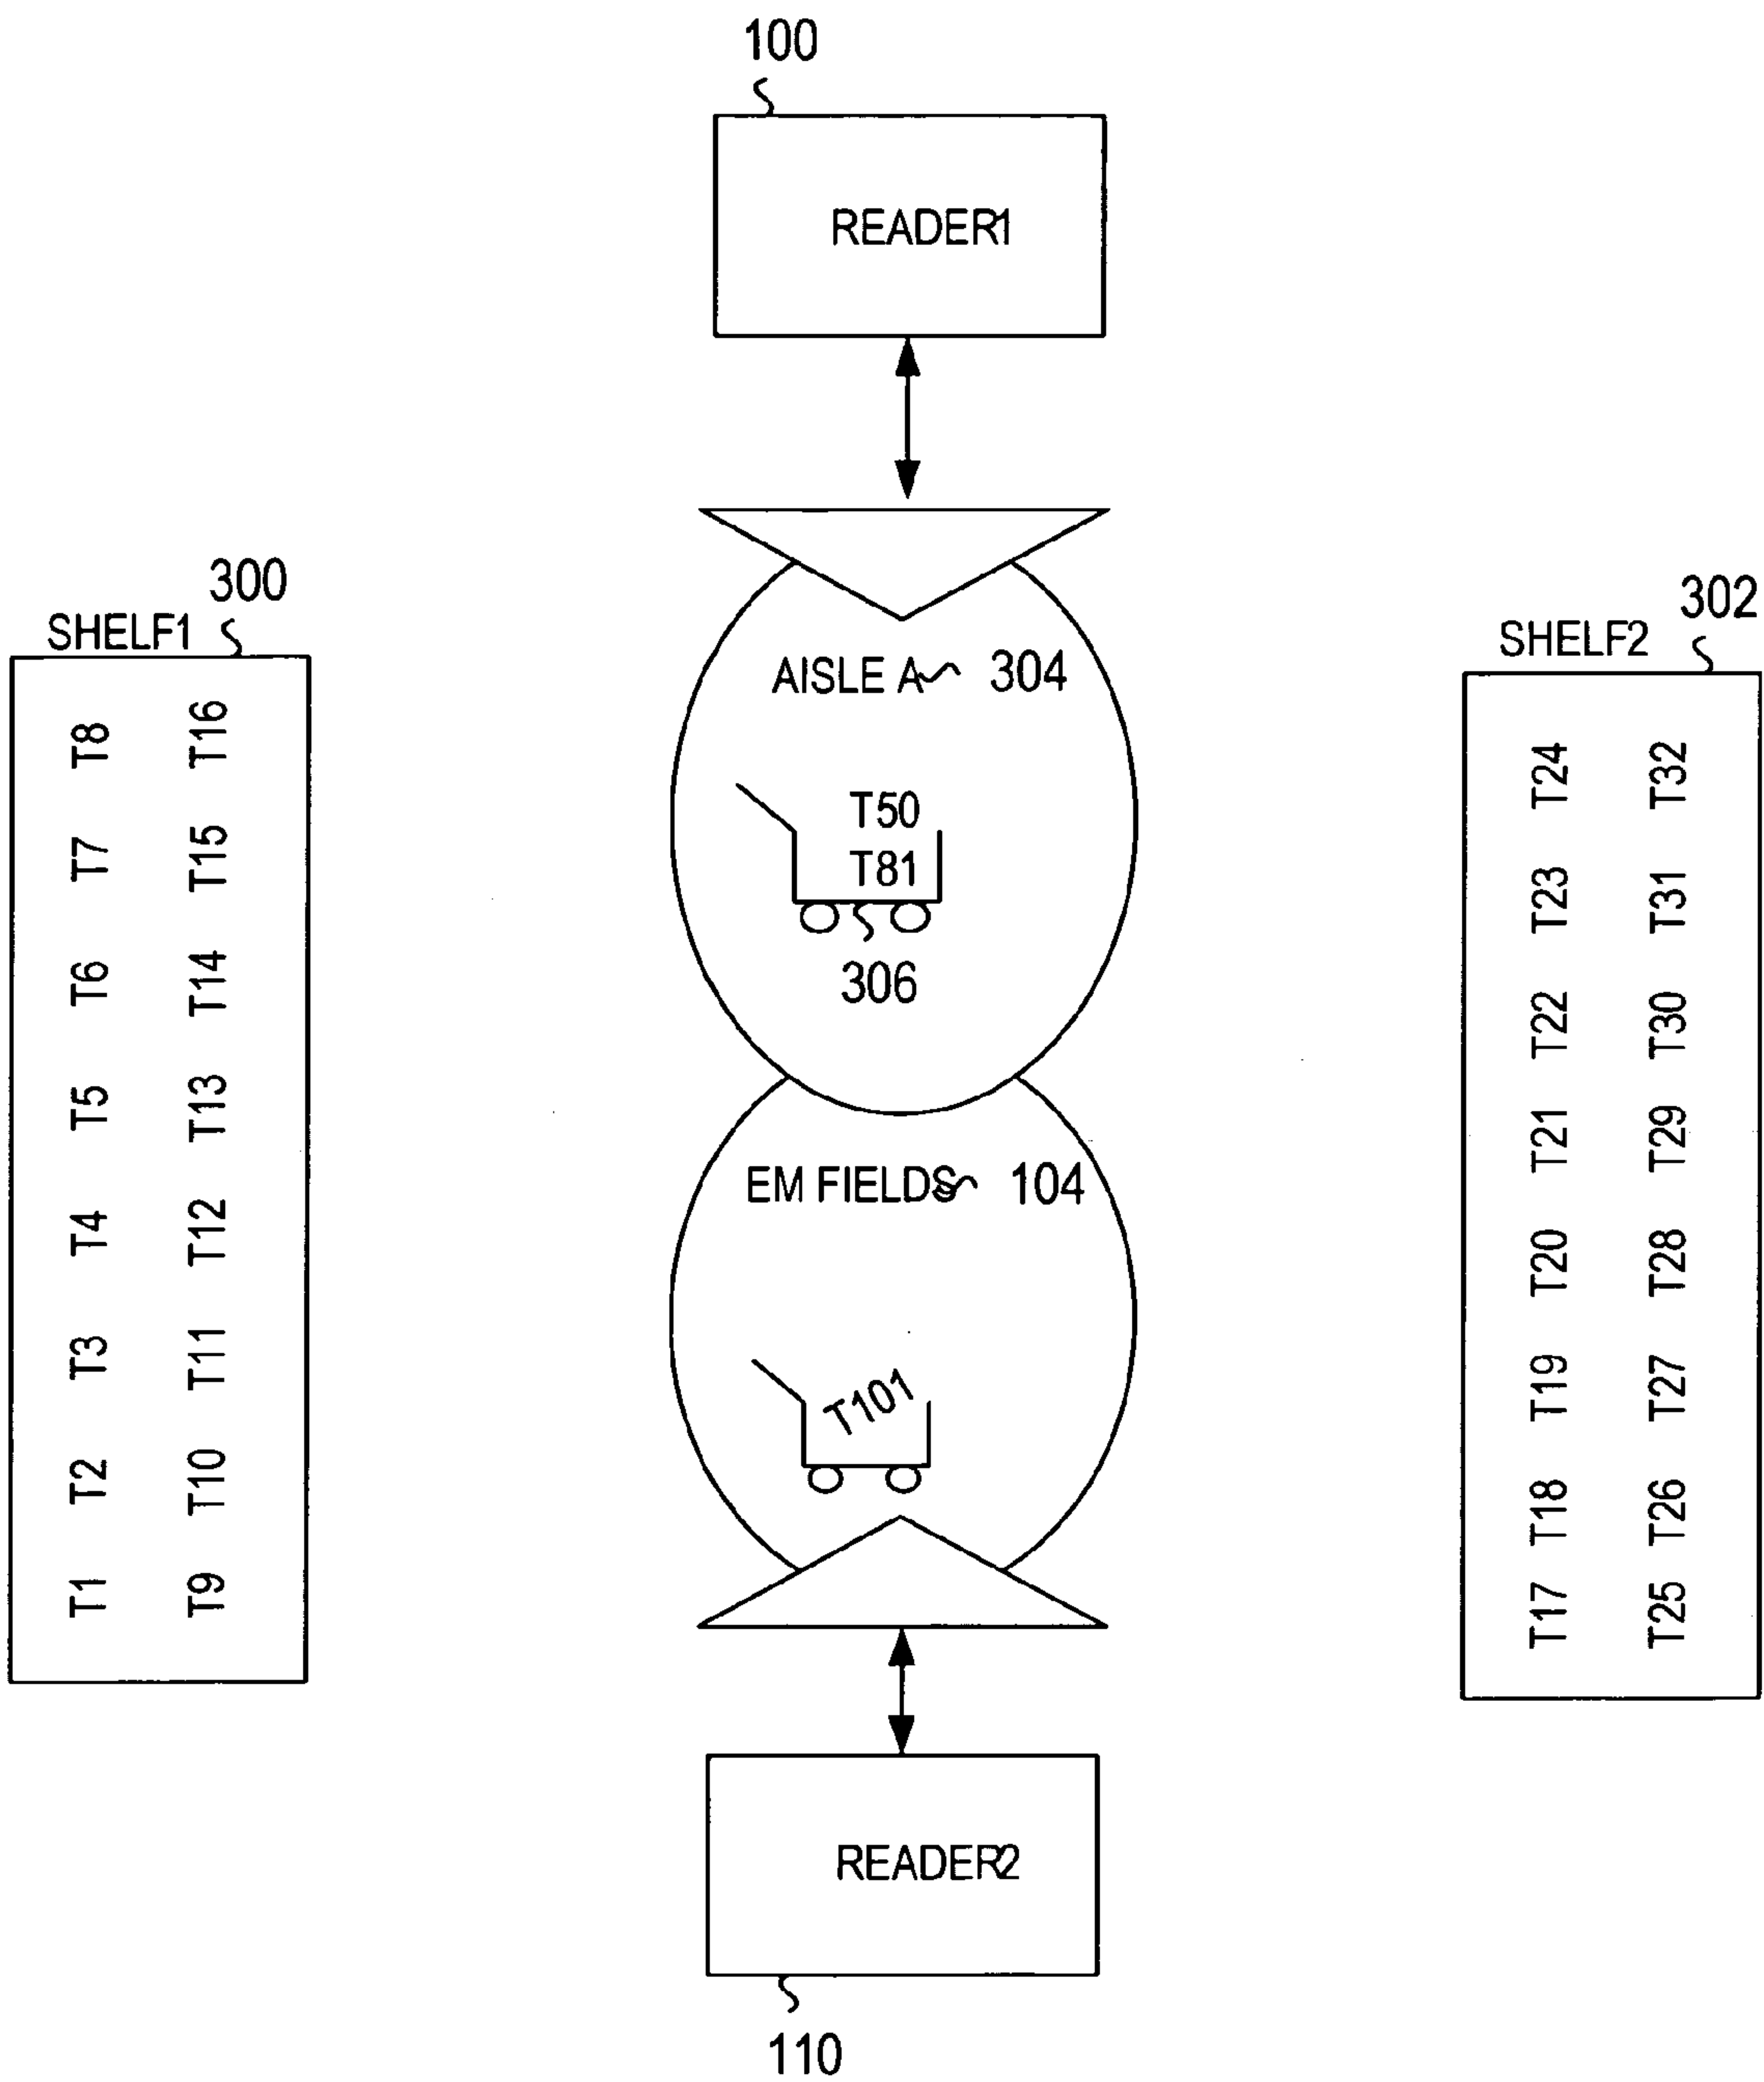 100
READER1
300
SHELF1
302
SHELF2
AISLE A 304
T50
T81
306
EM FIELDS 104
T101
T1 T2 T3 T4 T5 T6 T7 T8
T9 T10 T11 T12 T13 T14 T15 T16
T17 T18 T19 T20 T21 T22 T23 T24
T25 T26 T27 T28 T29 T30 T31 T32
READER2
110